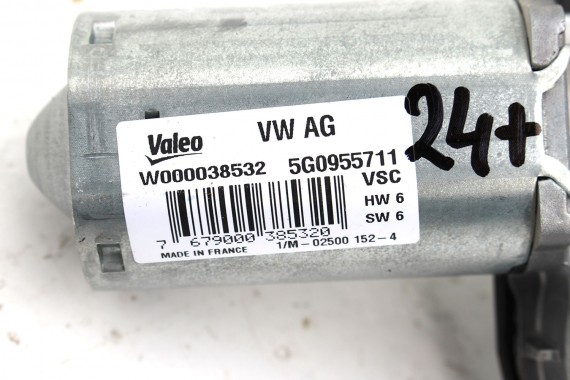 Valeo VW AG
W000038532 5G0955711
VSC
HW 6
SW 6
7 679000 385320
1/M-02500 152-4
MADE IN FRANCE
24+